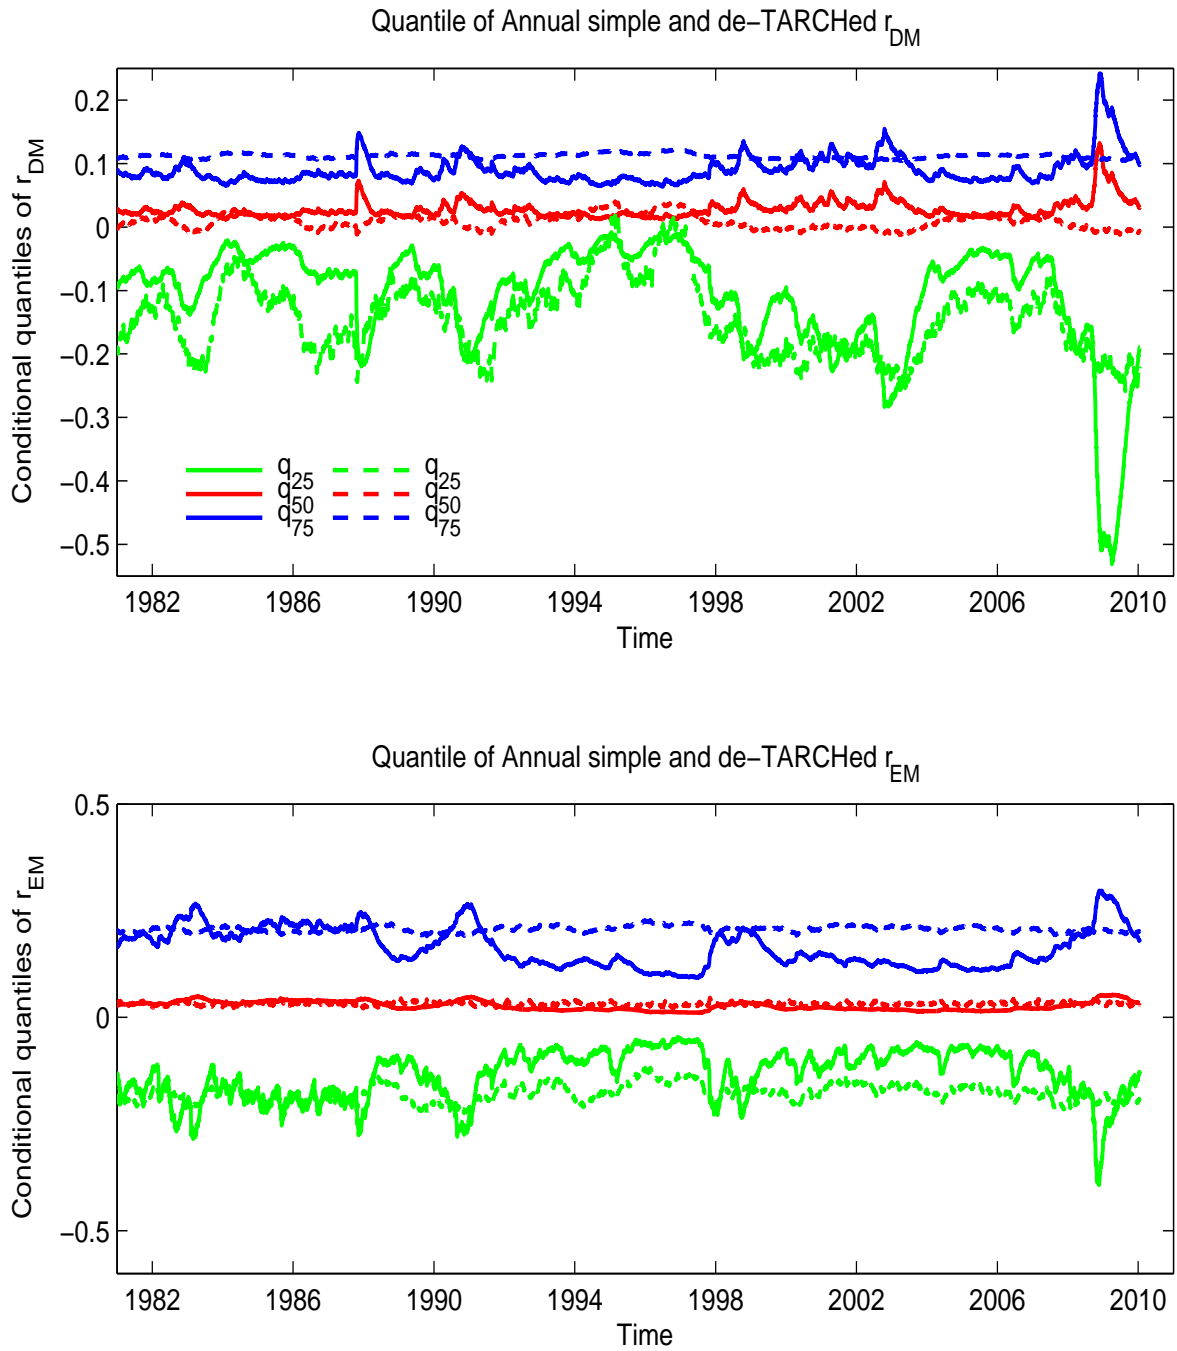 Quantile of Annual simple and de−TARCHed r_DM
Conditional quantiles of r_DM
0.2
0.1
0
−0.1
−0.2
−0.3
−0.4
−0.5
q_25 q_25
q_50 q_50
q_75 q_75
1982 1986 1990 1994 1998 2002 2006 2010
Time
Quantile of Annual simple and de−TARCHed r_EM
Conditional quantiles of r_EM
0.5
0
−0.5
1982 1986 1990 1994 1998 2002 2006 2010
Time